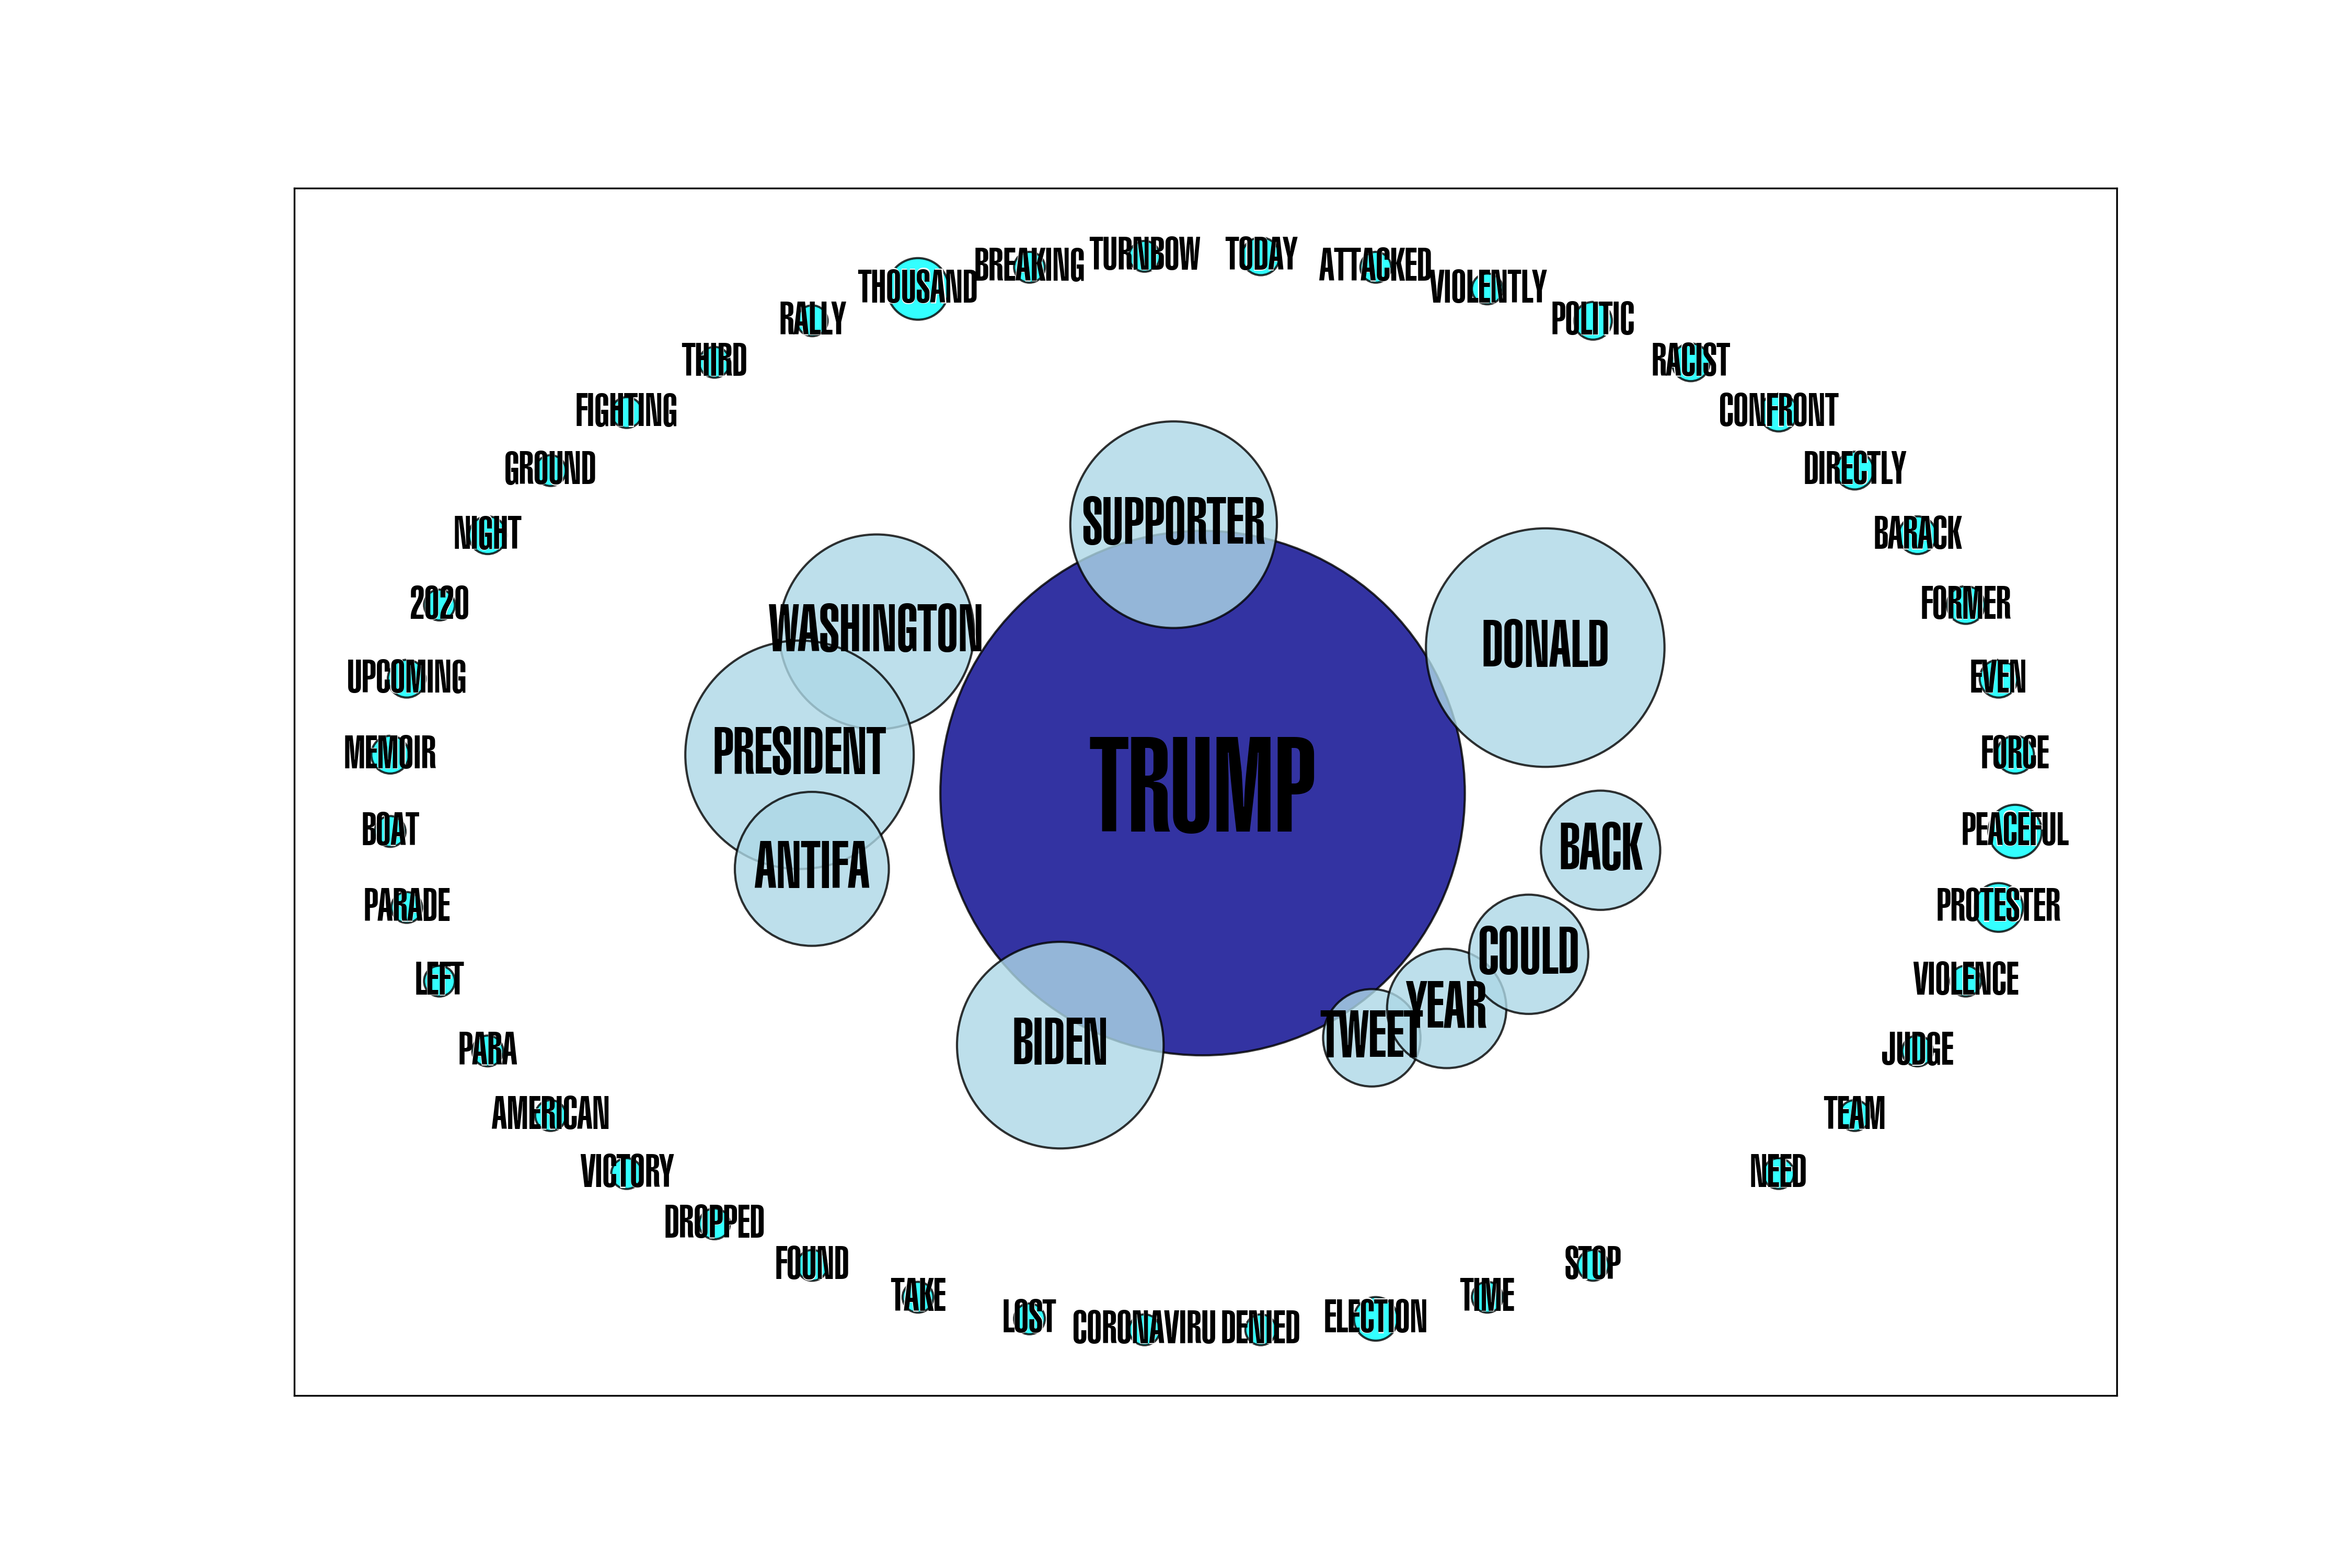 TURNBOW
TODAY
BREAKING
ATTACKED
THOUSAND
VIOLENTLY
RALLY
POLITIC
THIRD
RACIST
FIGHTING
CONFRONT
GROUND
DIRECTLY
SUPPORTER
NIGHT
BARACK
2020
FORMER
WASHINGTON
DONALD
UPCOMING
EVEN
MEMOIR
PRESIDENT
FORCE
TRUMP
BOAT
PEACEFUL
BACK
ANTIFA
PARADE
PROTESTER
COULD
LEFT
VIOLENCE
YEAR
TWEET
BIDEN
PARA
JUDGE
AMERICAN
TEAM
VICTORY
NEED
DROPPED
FOUND
STOP
TAKE
TIME
LOST
ELECTION
CORONAVIRU
DENIED